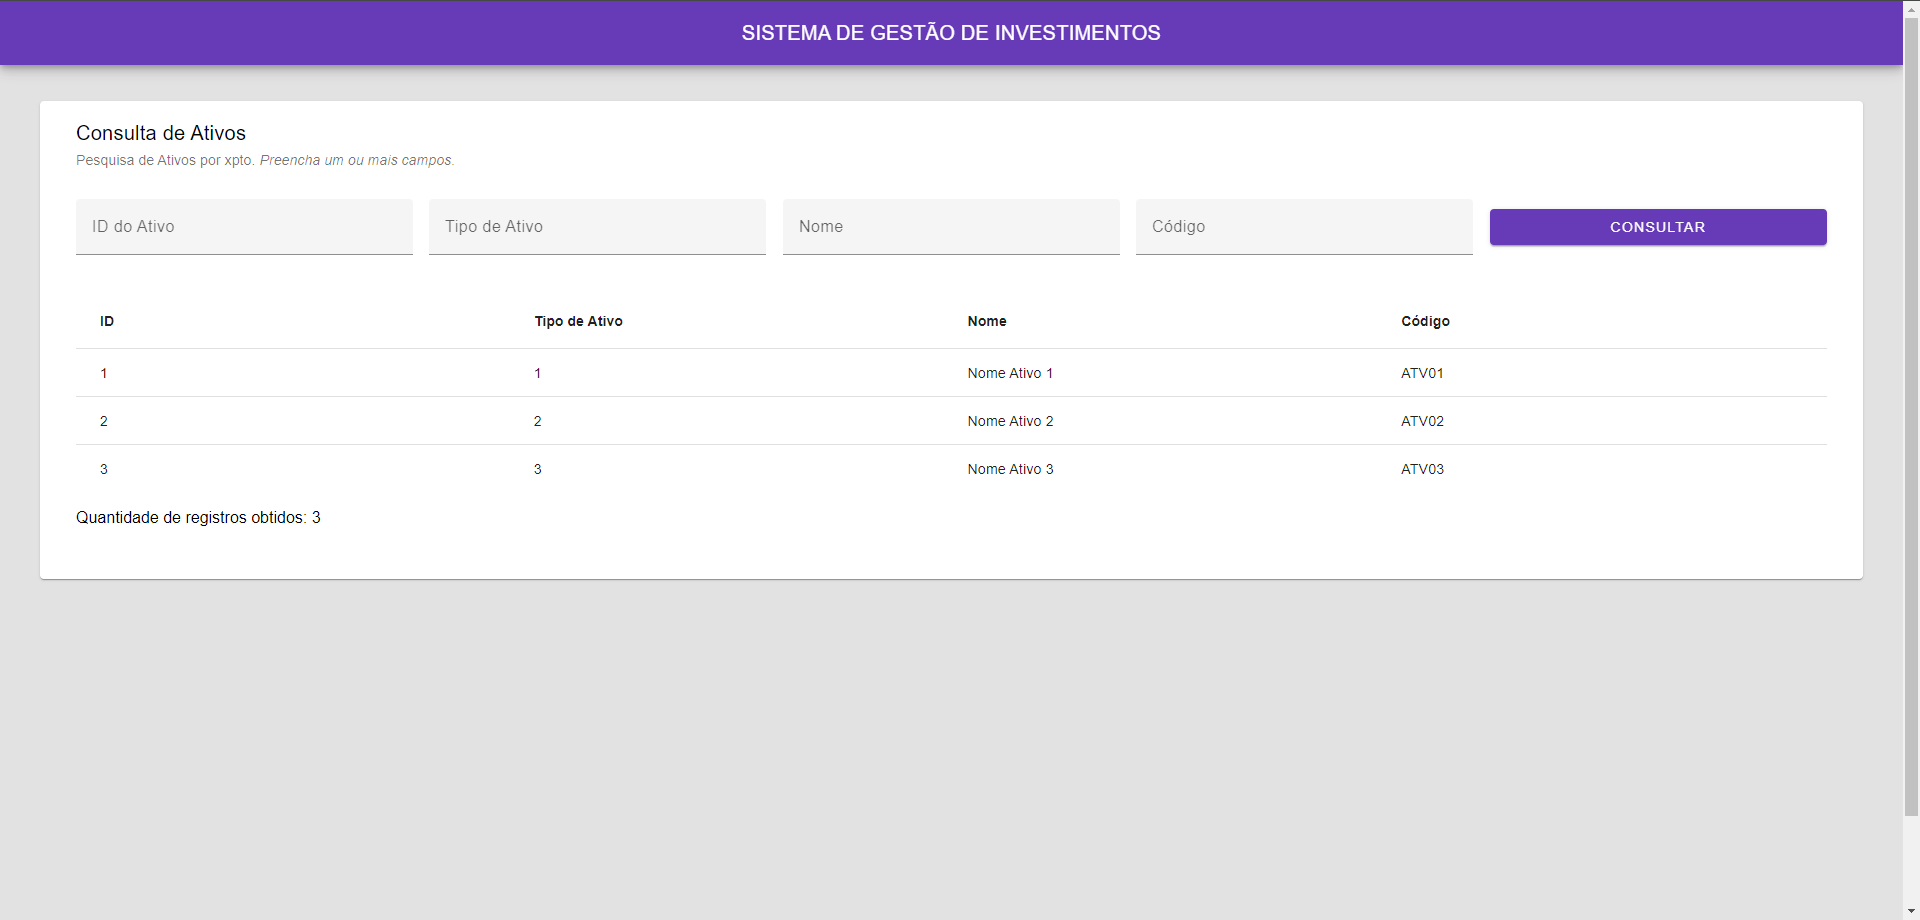 SISTEMA DE GESTÃO DE INVESTIMENTOS
Consulta de Ativos
Pesquisa de Ativos por xpto. Preencha um ou mais campos.
ID do Ativo Tipo de Ativo Nome Código CONSULTAR
ID Tipo de Ativo Nome Código
1 1 Nome Ativo 1 ATV01
2 2 Nome Ativo 2 ATV02
3 3 Nome Ativo 3 ATV03
Quantidade de registros obtidos: 3